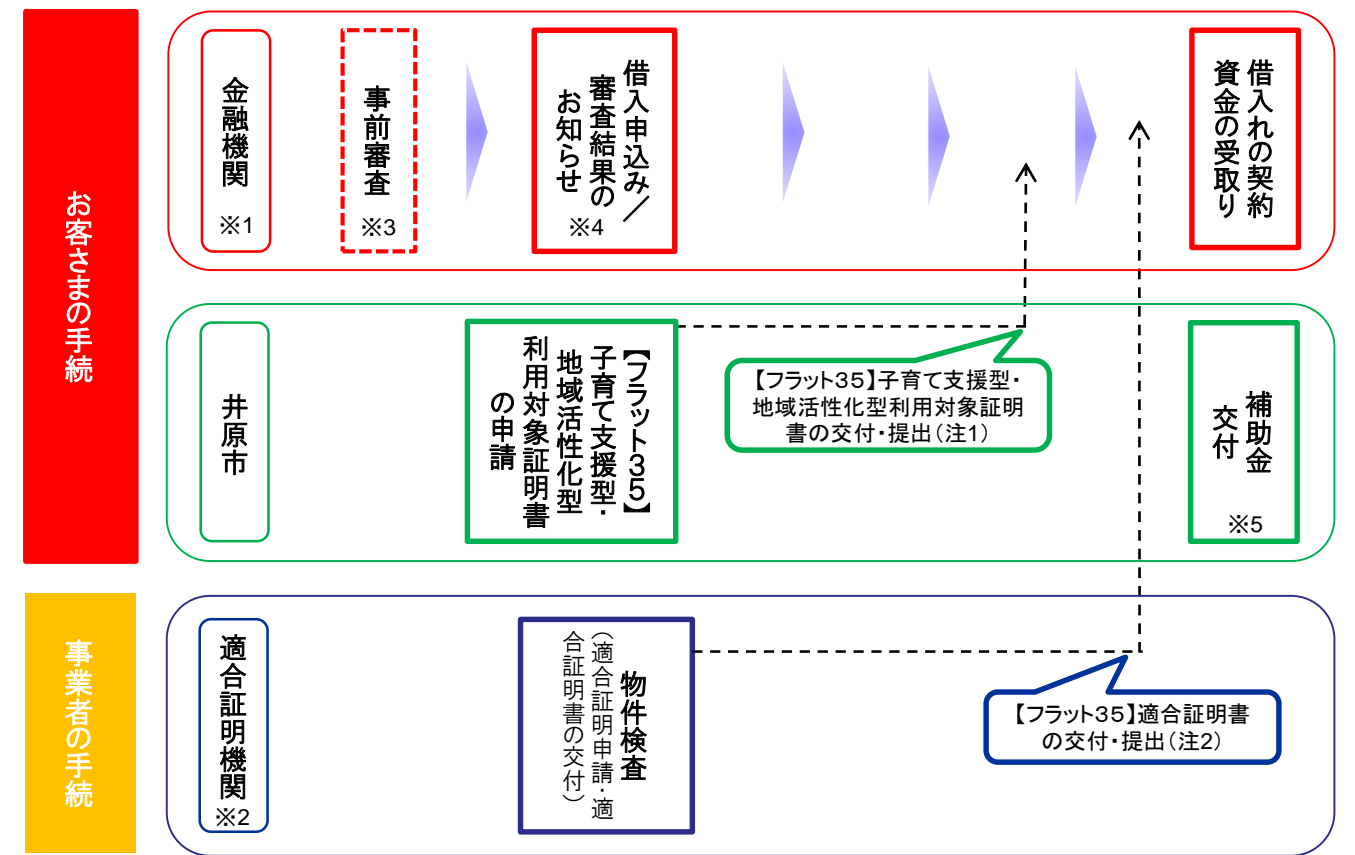 お客さまの手続
金融機関
※1
事前審査
※3
借入申込み／
審査結果の
お知らせ
※4
借入れの契約
資金の受取り
井原市
【フラット35】
子育て支援型・
地域活性化型
利用対象証明書
の申請
【フラット35】子育て支援型・
地域活性化型利用対象証明
書の交付・提出（注1）
補助金
交付
※5
事業者の手続
適合証明機関
※2
物件検査
（適合証明申請・適
合証明書の交付）
【フラット35】適合証明書
の交付・提出（注2）